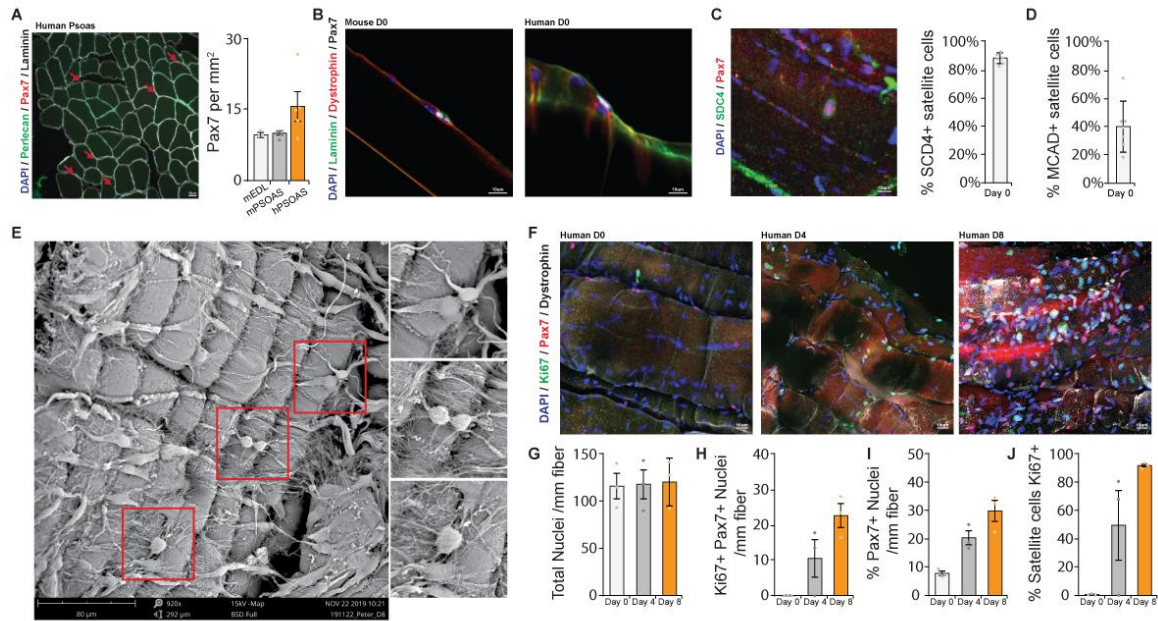 A
Human Psoas
DAPI / Perlecan / Pax7 / Laminin
Pax7 per mm²
30
15
0
mEDL
mPSOAS
hPSOAS
B
Mouse D0
Human D0
DAPI / Laminin / Dystrophin / Pax7
10µm
10µm
C
DAPI / SDC4 / Pax7
% SCD4+ satellite cells
100%
80%
60%
80%
20%
0%
Day 0
D
% MCAD+ satellite cells
100%
80%
60%
80%
20%
0%
Day 0
E
80 µm
920x
292 µm
15kV -Map
BSD Full
NOV 22 2019 10:21
191122_Peter_D8
F
Human D0
Human D4
Human D8
DAPI / Ki67 / Pax7 / Dystrophin
10µm
10µm
10µm
G
Total Nuclei /mm fiber
150
100
50
0
Day 0 Day 4 Day 8
H
Ki67+ Pax7+ Nuclei
/mm fiber
40
30
20
10
0
Day 0 Day 4 Day 8
I
% Pax7+ Nuclei
/mm fiber
50
40
30
20
10
0
Day 0 Day 4 Day 8
J
% Satellite cells Ki67+
100
80
60
40
20
0
Day 0 Day 4 Day 8